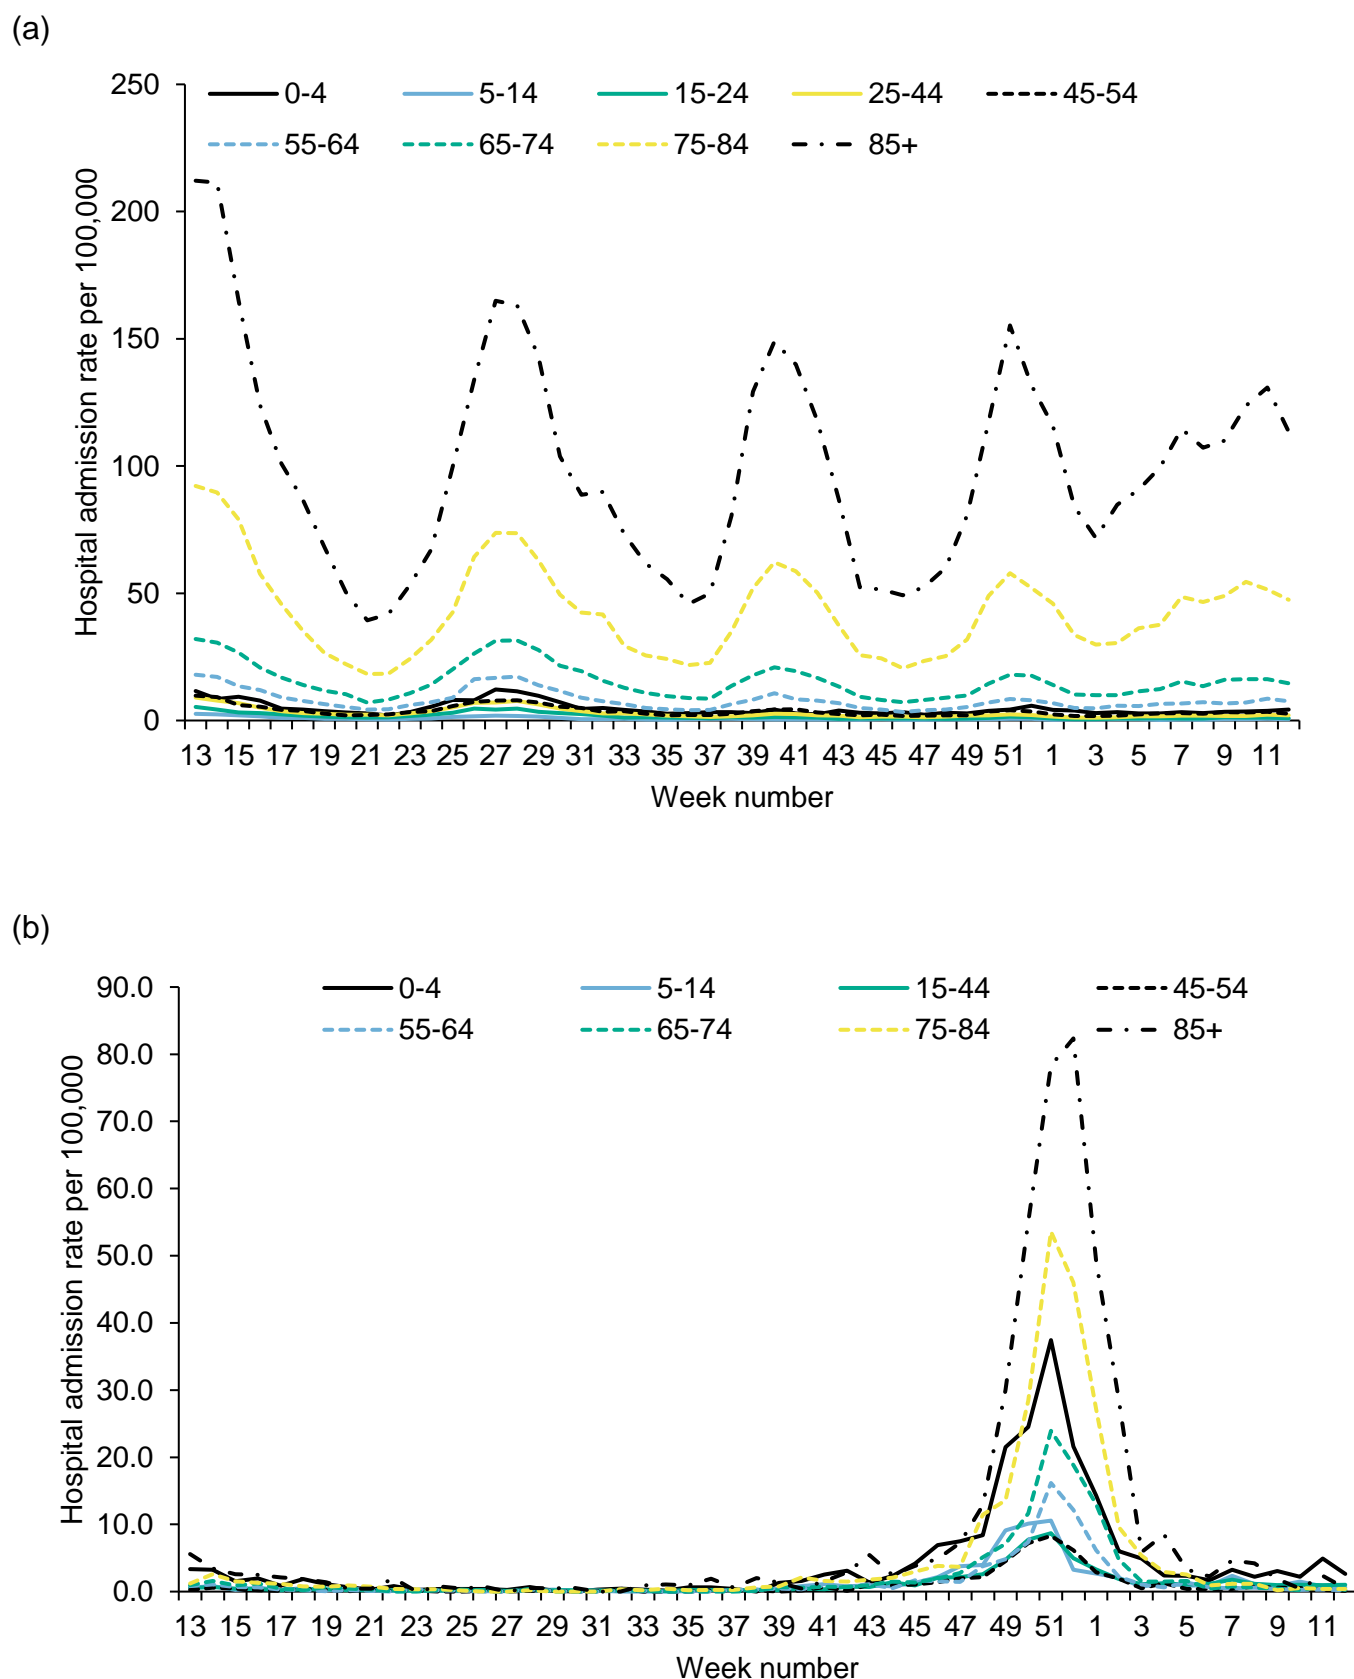 (a)
250
200
150
100
50
0
Hospital admission rate per 100,000
0-4 5-14 15-24 25-44 45-54
55-64 65-74 75-84 85+
13 15 17 19 21 23 25 27 29 31 33 35 37 39 41 43 45 47 49 51 1 3 5 7 9 11
Week number
(b)
90.0
80.0
70.0
60.0
50.0
40.0
30.0
20.0
10.0
0.0
Hospital admission rate per 100,000
0-4 5-14 15-44 45-54
55-64 65-74 75-84 85+
13 15 17 19 21 23 25 27 29 31 33 35 37 39 41 43 45 47 49 51 1 3 5 7 9 11
Week number